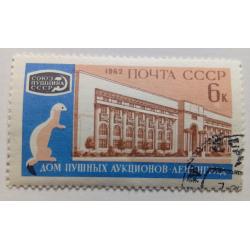 СОЮЗ
ПУШНИНА
СССР
1962 ПОЧТА СССР
6к
ДОМ ПУШНЫХ АУКЦИОНОВ·ЛЕНИНГРАД